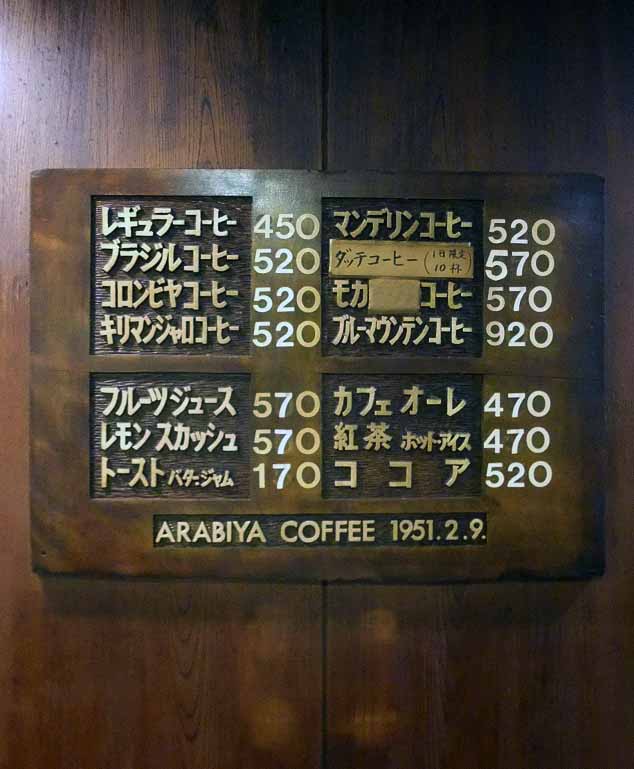 レギュラーコーヒー 450
ブラジルコーヒー 520
コロンビヤコーヒー 520
キリマンジャロコーヒー 520
マンデリンコーヒー 520
ダッチコーヒー (1日限定10杯) 570
モカ コーヒー 570
ブルーマウンテンコーヒー 920
フルーツジュース 570
レモンスカッシュ 570
トースト バター・ジャム 170
カフェオーレ 470
紅茶 ホット・アイス 470
ココア 520
ARABIYA COFFEE 1951.2.9.